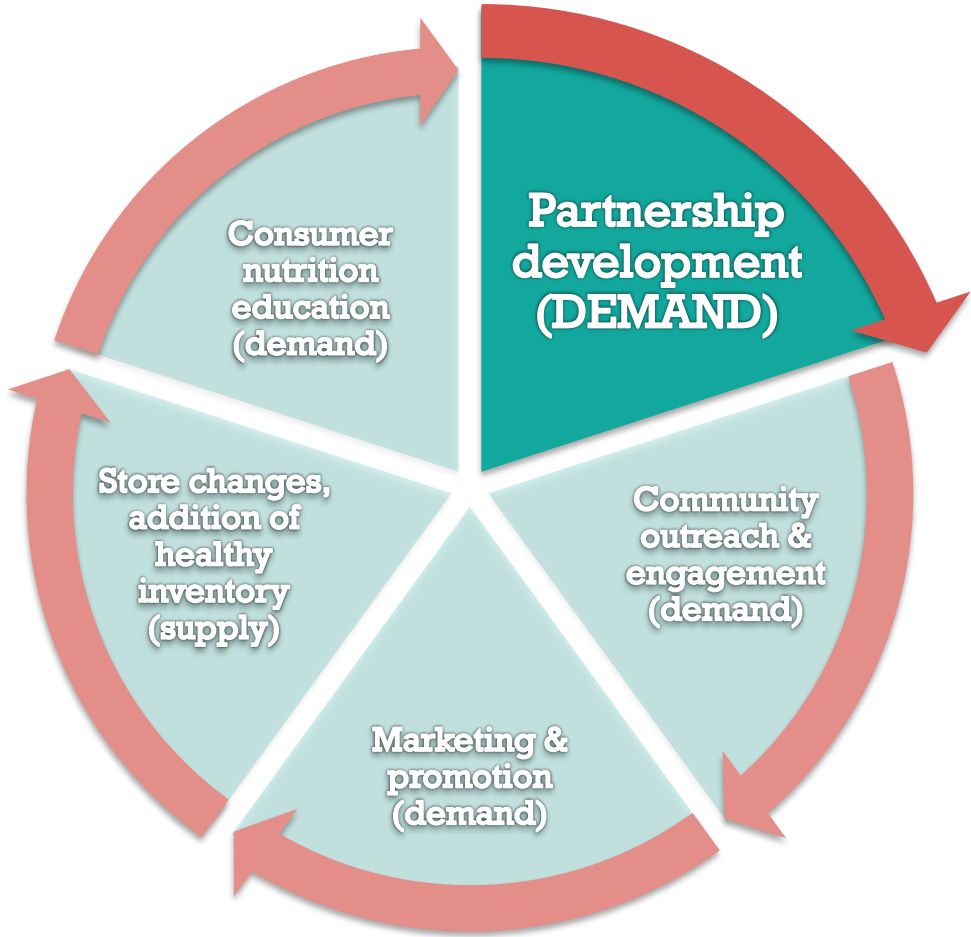 Partnership
development
(DEMAND)
Community
outreach &
engagement
(demand)
Marketing &
promotion
(demand)
Store changes,
addition of
healthy
inventory
(supply)
Consumer
nutrition
education
(demand)